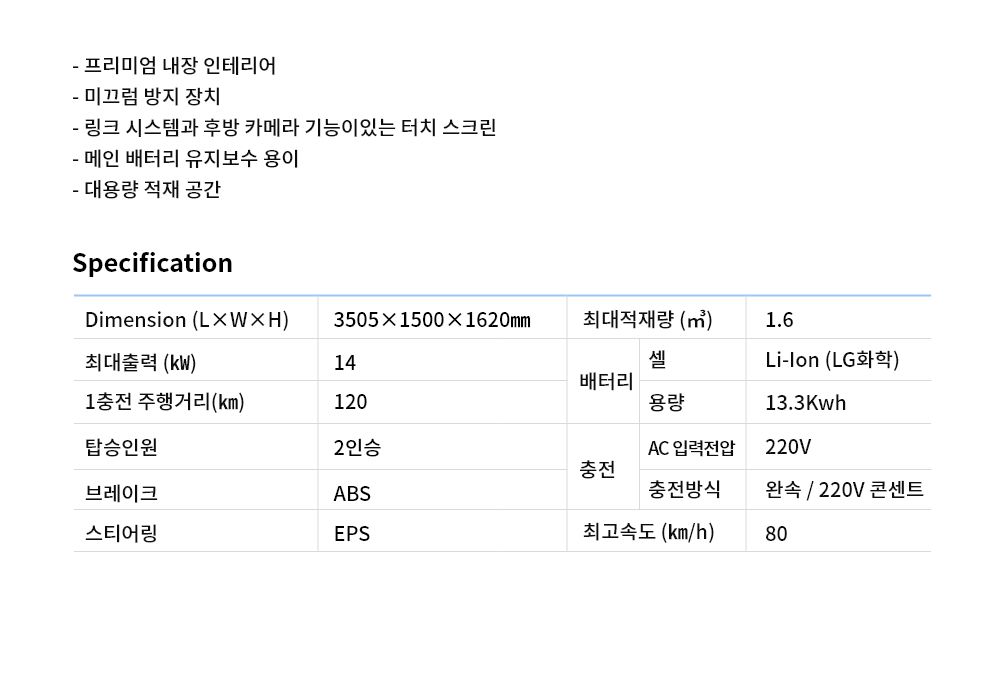 - 프리미엄 내장 인테리어
- 미끄럼 방지 장치
- 링크 시스템과 후방 카메라 기능이있는 터치 스크린
- 메인 배터리 유지보수 용이
- 대용량 적재 공간
Specification
Dimension (L×W×H) 3505×1500×1620㎜ 최대적재량 (㎥) 1.6
최대출력 (㎾) 14 배터리 셀 Li-Ion (LG화학)
1충전 주행거리(㎞) 120 용량 13.3Kwh
탑승인원 2인승 충전 AC 입력전압 220V
브레이크 ABS 충전방식 완속 / 220V 콘센트
스티어링 EPS 최고속도 (㎞/h) 80